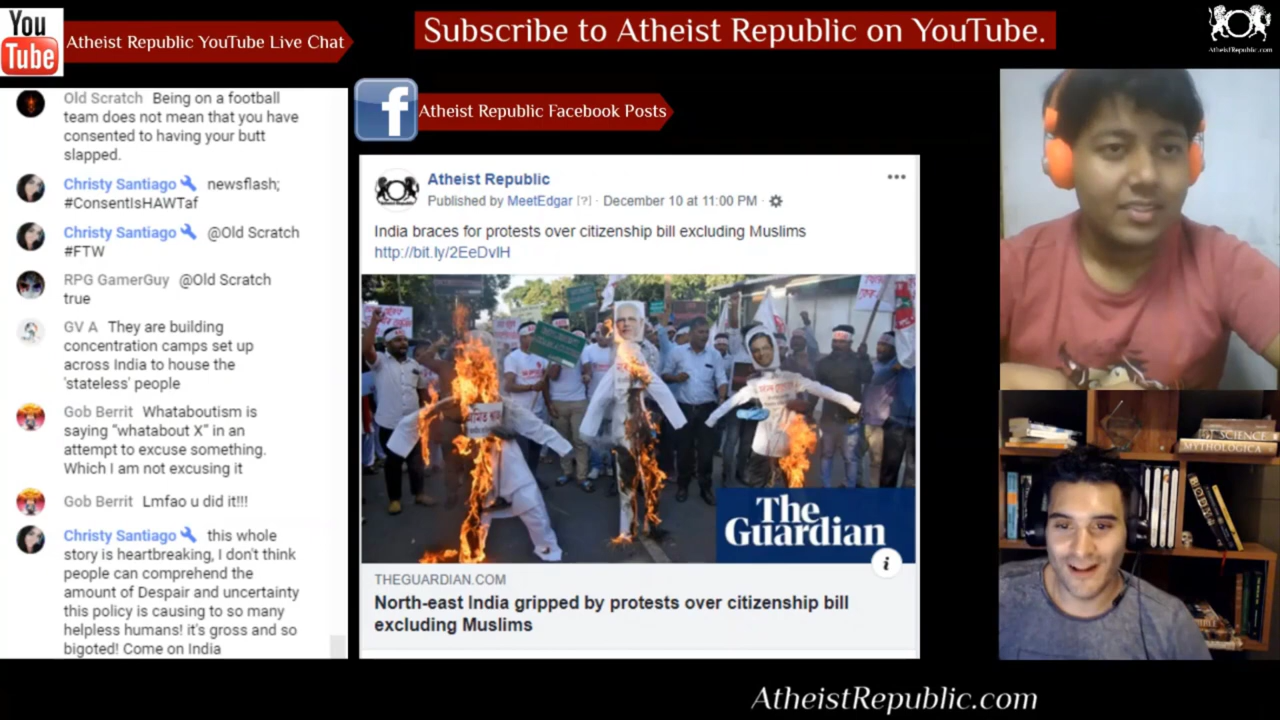 You
Tube
Atheist Republic YouTube Live Chat
Subscribe to Atheist Republic on YouTube.
AtheistRepublic.com
Old Scratch Being on a football
team does not mean that you have
consented to having your butt
slapped.
Christy Santiago newsflash;
#ConsentIsHAWTaf
Christy Santiago @Old Scratch
#FTW
RPG GamerGuy @Old Scratch
true
GV A They are building
concentration camps set up
across India to house the
'stateless' people
Gob Berrit Whataboutism is
saying "whatabout X" in an
attempt to excuse something.
Which I am not excusing it
Gob Berrit Lmfao u did it!!!
Christy Santiago this whole
story is heartbreaking, I don't think
people can comprehend the
amount of Despair and uncertainty
this policy is causing to so many
helpless humans! it's gross and so
bigoted! Come on India
f
Atheist Republic Facebook Posts
Atheist Republic
Published by MeetEdgar [?] · December 10 at 11:00 PM ·
India braces for protests over citizenship bill excluding Muslims
The
Guardian
i
THEGUARDIAN.COM
North-east India gripped by protests over citizenship bill
excluding Muslims
SCIENCE
MYTHOLOGICA
AtheistRepublic.com